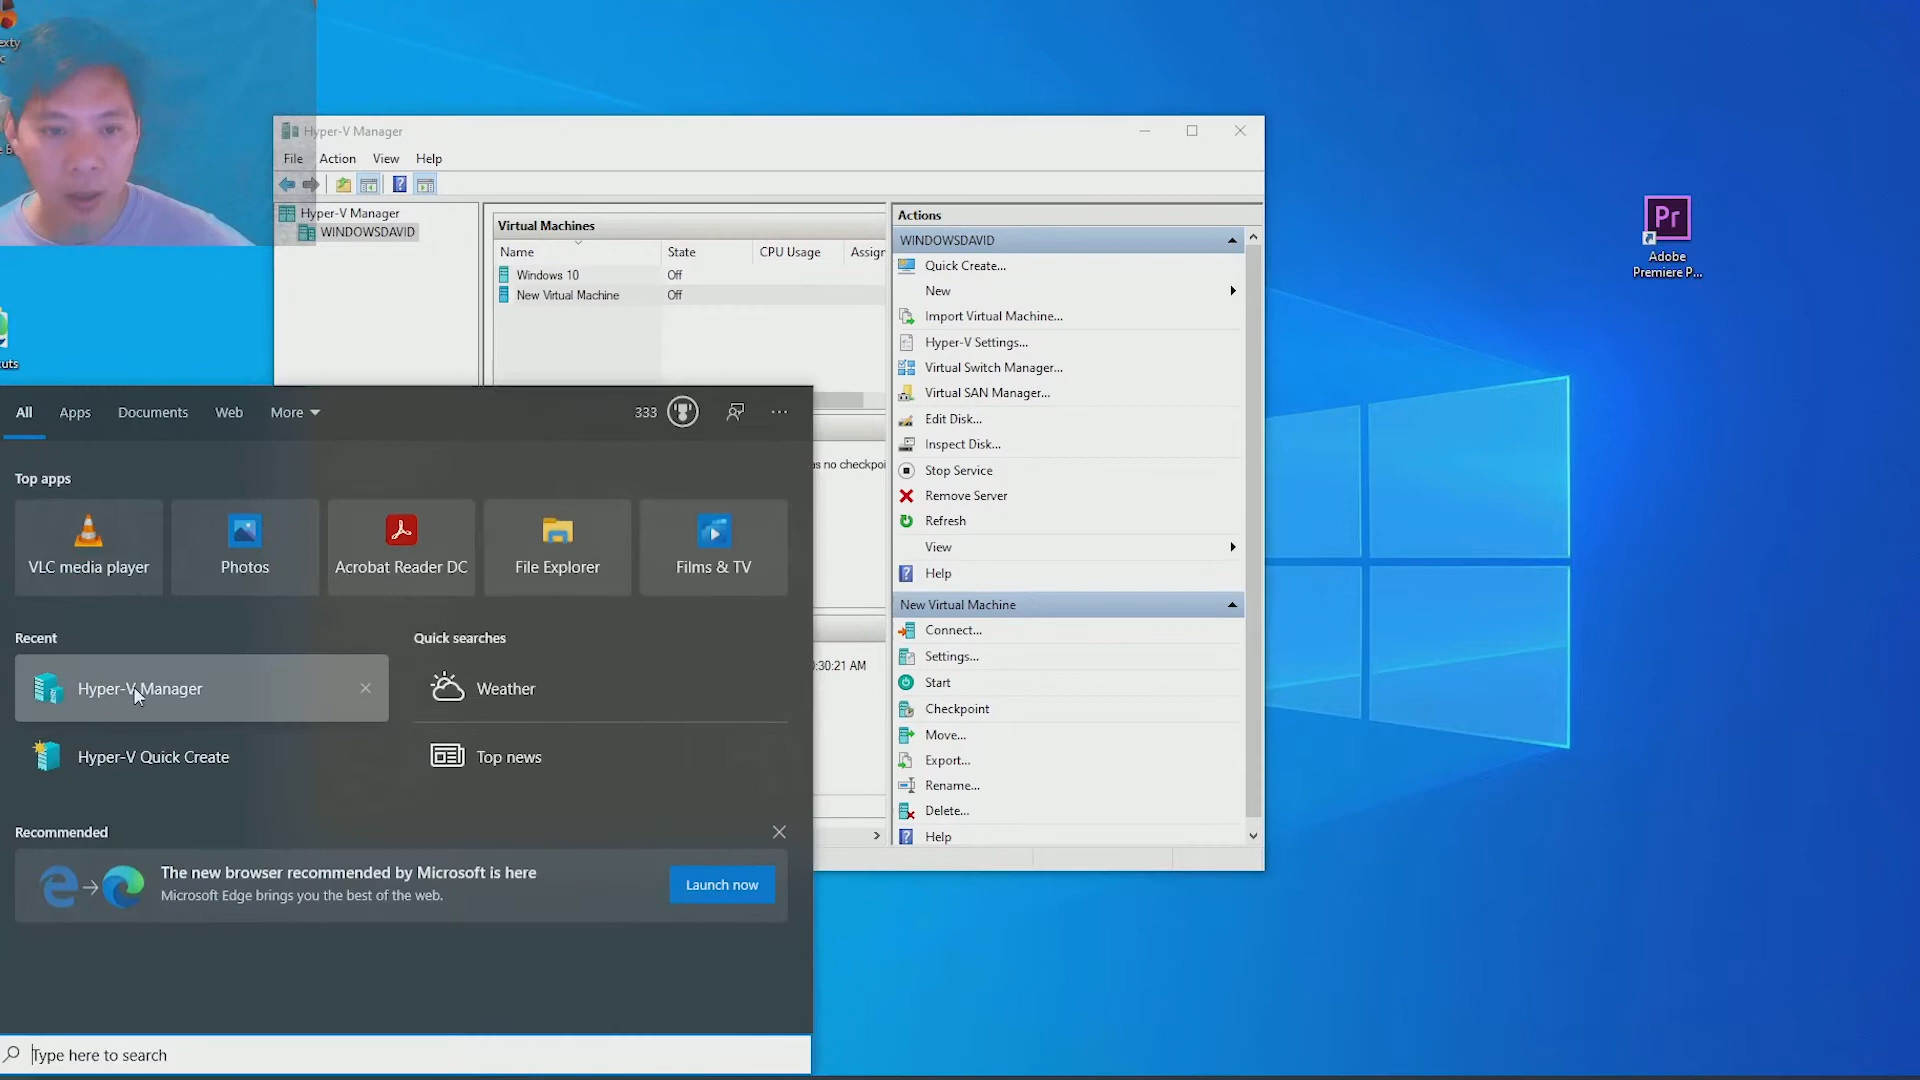 exty
c
e B
cuts
Hyper-V Manager
File Action View Help
Hyper-V Manager
WINDOWSDAVID
Virtual Machines
Name State CPU Usage Assign
Windows 10 Off
New Virtual Machine Off
as no checkpoi
0:30:21 AM
Actions
WINDOWSDAVID
Quick Create...
New
Import Virtual Machine...
Hyper-V Settings...
Virtual Switch Manager...
Virtual SAN Manager...
Edit Disk...
Inspect Disk...
Stop Service
Remove Server
Refresh
View
Help
New Virtual Machine
Connect...
Settings...
Start
Checkpoint
Move...
Export...
Rename...
Delete...
Help
Pr
Adobe
Premiere P...
All Apps Documents Web More 333
Top apps
VLC media player Photos Acrobat Reader DC File Explorer Films & TV
Recent Quick searches
Hyper-V Manager Weather
Hyper-V Quick Create Top news
Recommended
The new browser recommended by Microsoft is here
Microsoft Edge brings you the best of the web.
Launch now
Type here to search